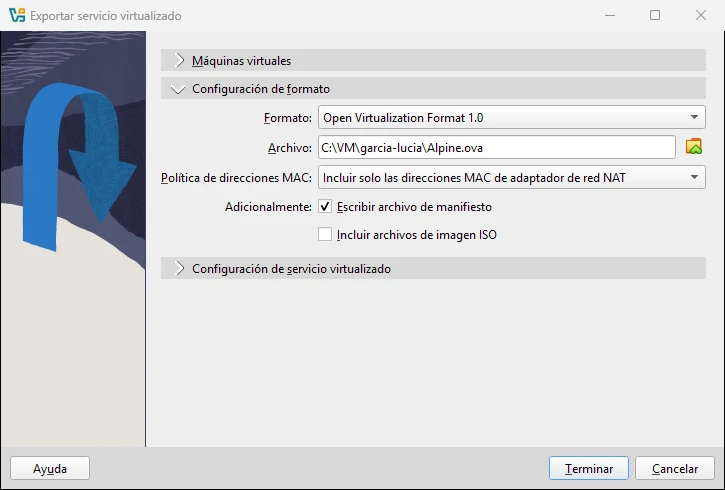 Exportar servicio virtualizado
Máquinas virtuales
Configuración de formato
Formato: Open Virtualization Format 1.0
Archivo: C:\VM\garcia-lucia\Alpine.ova
Política de direcciones MAC: Incluir solo las direcciones MAC de adaptador de red NAT
Adicionalmente: Escribir archivo de manifiesto
Incluir archivos de imagen ISO
Configuración de servicio virtualizado
Ayuda Terminar Cancelar